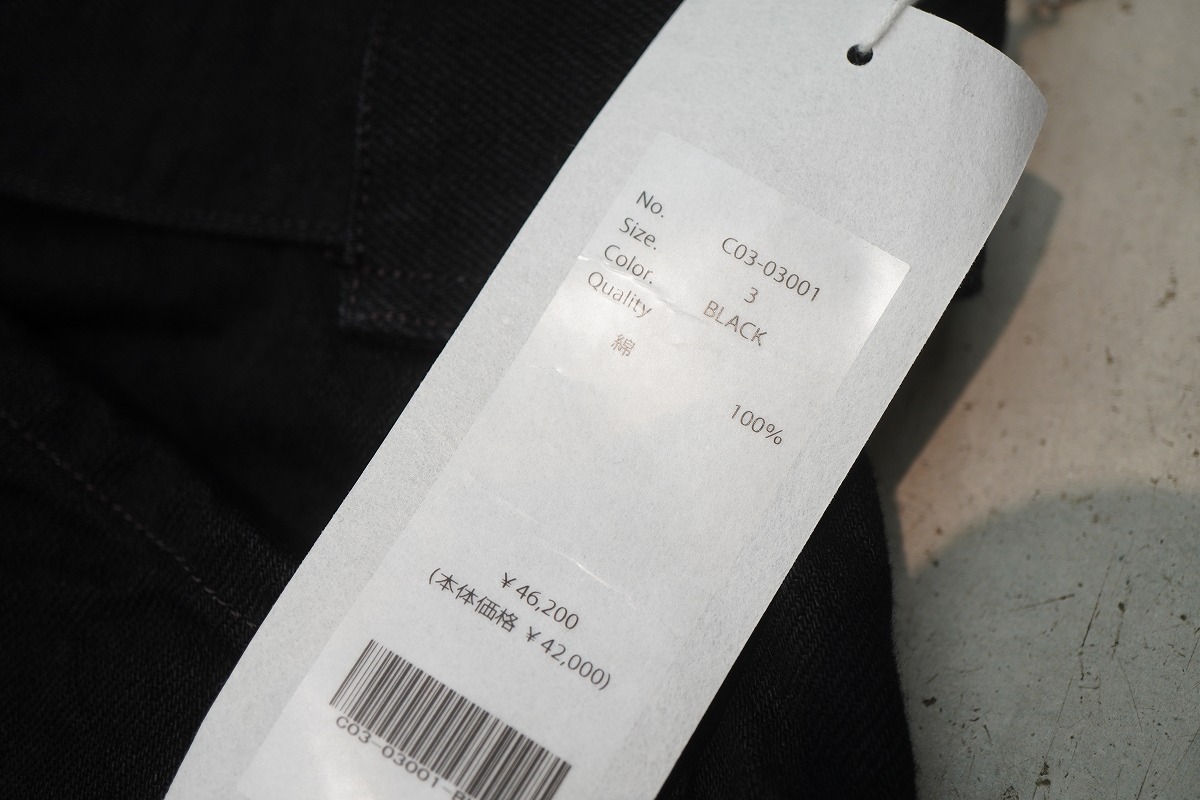 No. C03-03001
Size. 3
Color. BLACK
Quality
綿 100%
¥46,200
(本体価格 ¥42,000)
C03-03001-B